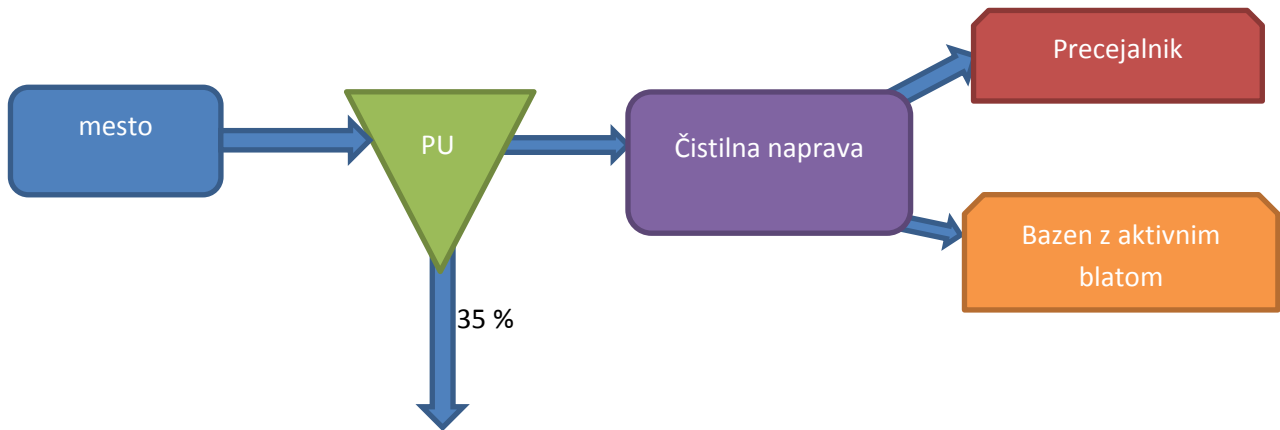 mesto
PU
35 %
Čistilna naprava
Precejalnik
Bazen z aktivnim
blatom